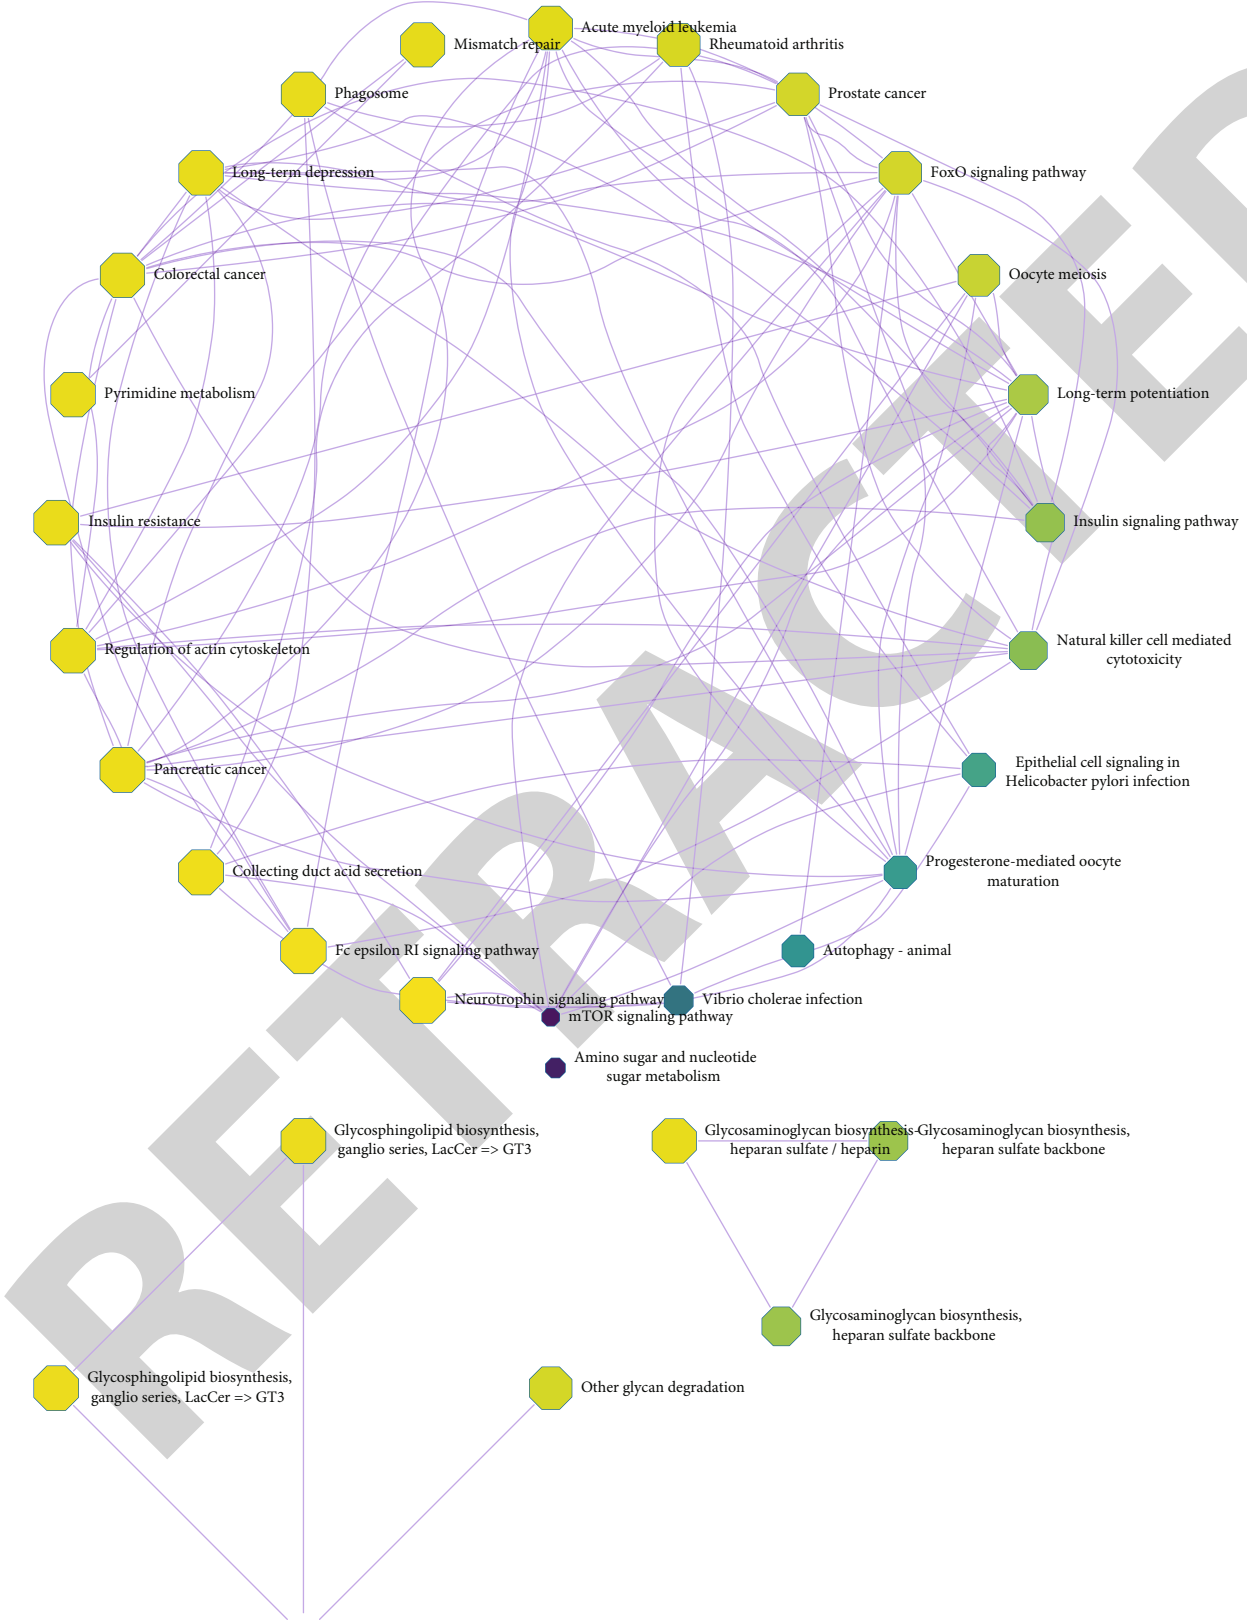 Acute myeloid leukemia
Mismatch repair
Rheumatoid arthritis
Phagosome
Prostate cancer
Long-term depression
FoxO signaling pathway
Colorectal cancer
Oocyte meiosis
Pyrimidine metabolism
Long-term potentiation
Insulin resistance
Insulin signaling pathway
Regulation of actin cytoskeleton
Natural killer cell mediated
cytotoxicity
Pancreatic cancer
Epithelial cell signaling in
Helicobacter pylori infection
Collecting duct acid secretion
Progesterone-mediated oocyte
maturation
Fc epsilon RI signaling pathway
Autophagy - animal
Neurotrophin signaling pathway
Vibrio cholerae infection
mTOR signaling pathway
Amino sugar and nucleotide
sugar metabolism
Glycosphingolipid biosynthesis,
ganglio series, LacCer => GT3
Glycosaminoglycan biosynthesis-
heparan sulfate / heparin
Glycosaminoglycan biosynthesis,
heparan sulfate backbone
Glycosaminoglycan biosynthesis,
heparan sulfate backbone
Glycosphingolipid biosynthesis,
ganglio series, LacCer => GT3
Other glycan degradation
RETRACTE